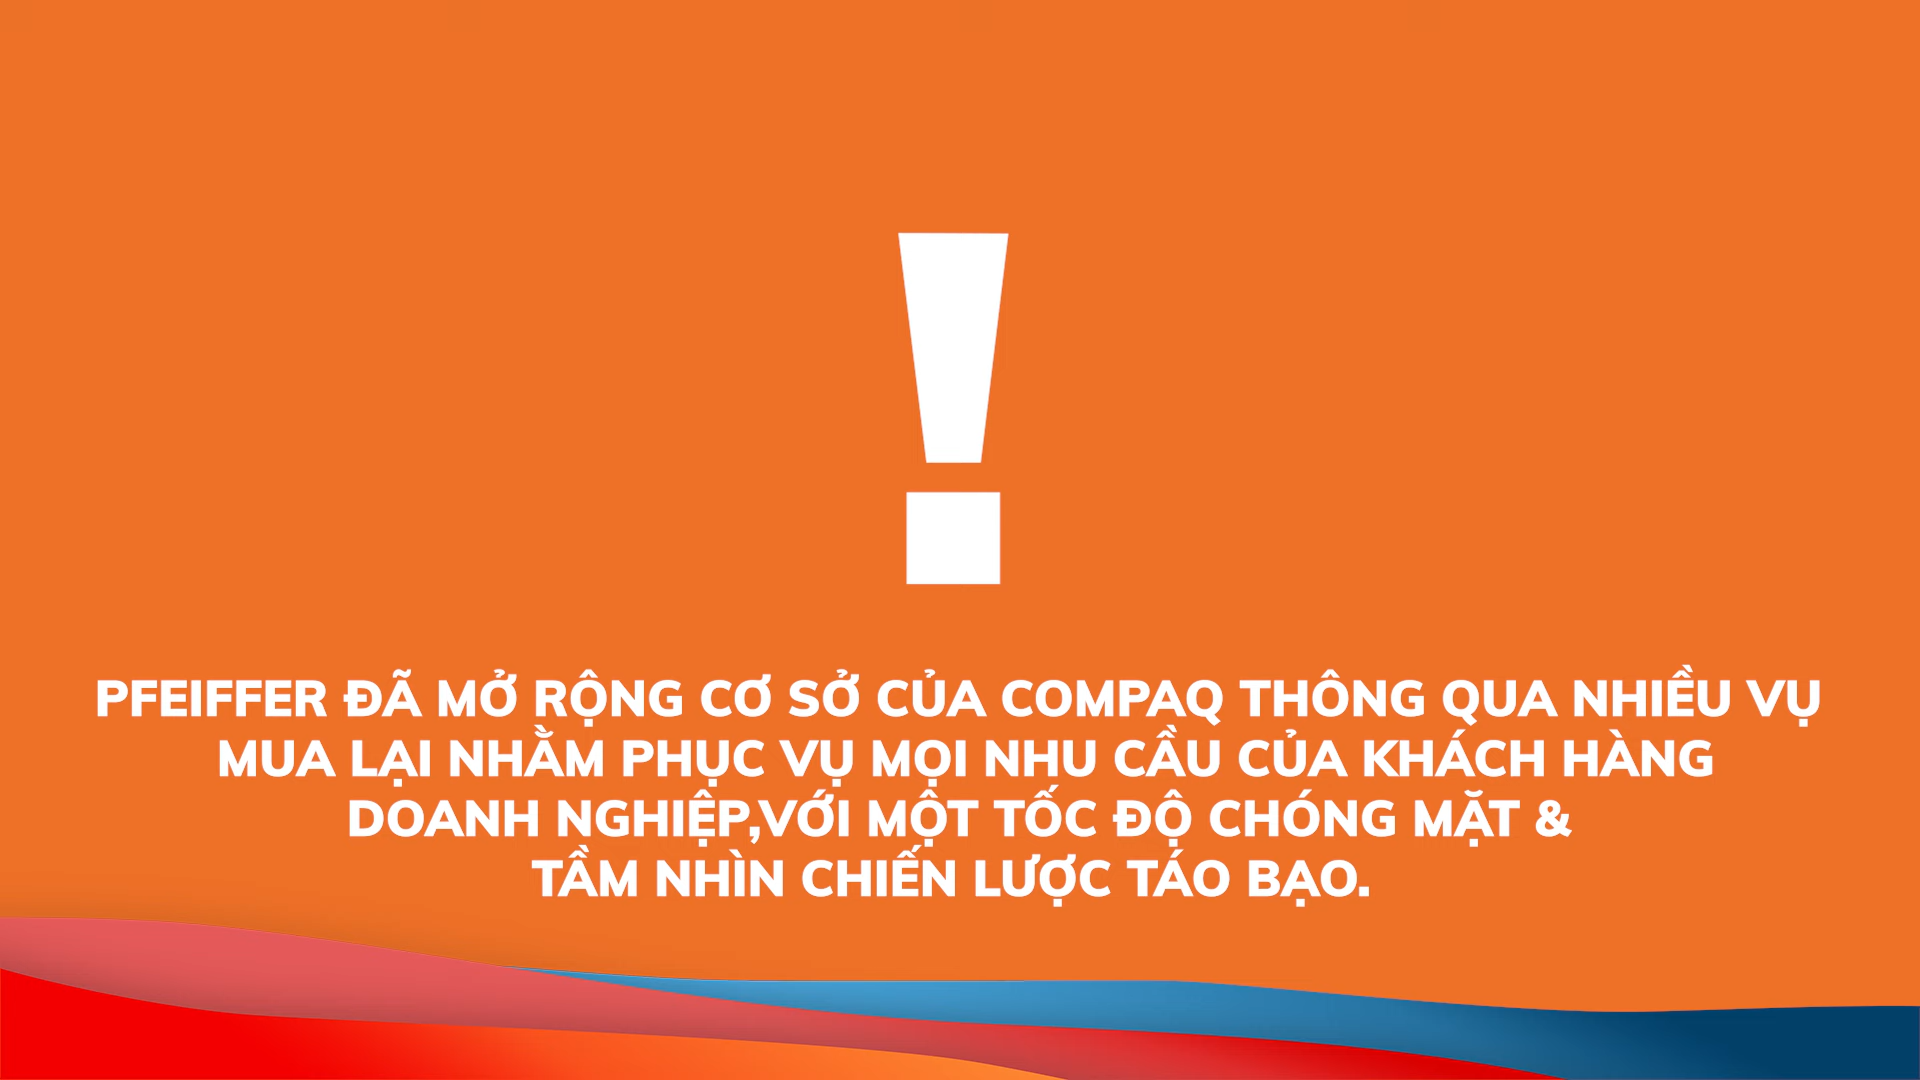 !
PFEIFFER ĐÃ MỞ RỘNG CƠ SỞ CỦA COMPAQ THÔNG QUA NHIỀU VỤ
MUA LẠI NHẰM PHỤC VỤ MỌI NHU CẦU CỦA KHÁCH HÀNG
DOANH NGHIỆP,VỚI MỘT TỐC ĐỘ CHÓNG MẶT &
TẦM NHÌN CHIẾN LƯỢC TÁO BẠO.